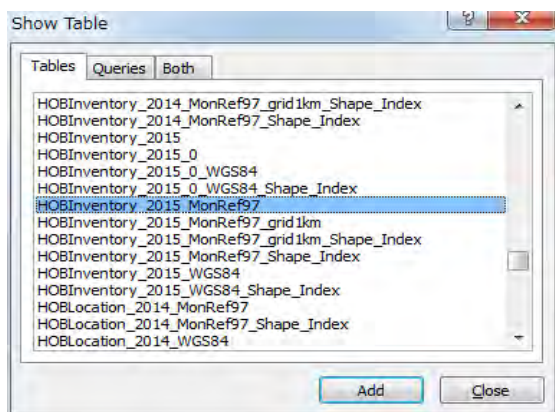 Show Table
Tables Queries Both
HOBInventory_2014_MonRef97_grid1km_Shape_Index
HOBInventory_2014_MonRef97_Shape_Index
HOBInventory_2015
HOBInventory_2015_0
HOBInventory_2015_0_WGS84
HOBInventory_2015_0_WGS84_Shape_Index
HOBInventory_2015_MonRef97
HOBInventory_2015_MonRef97_grid1km
HOBInventory_2015_MonRef97_grid1km_Shape_Index
HOBInventory_2015_MonRef97_Shape_Index
HOBInventory_2015_WGS84
HOBInventory_2015_WGS84_Shape_Index
HOBLocation_2014_MonRef97
HOBLocation_2014_MonRef97_Shape_Index
HOBLocation_2014_WGS84
Add Close